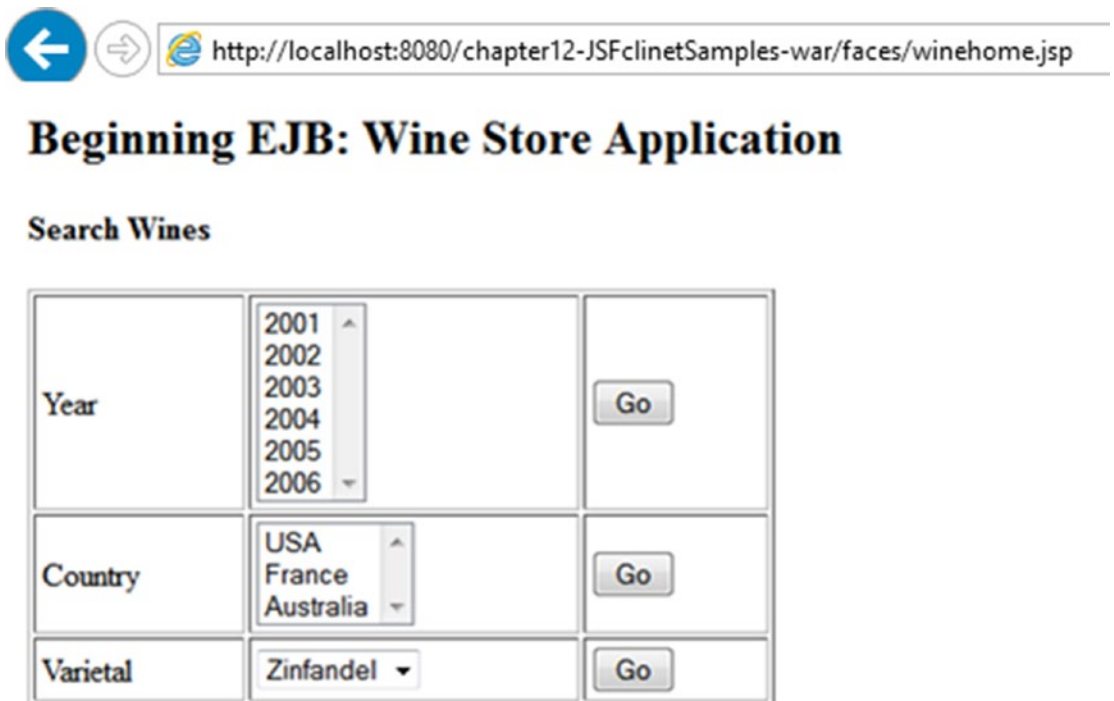 http://localhost:8080/chapter12-JSFclinetSamples-war/faces/winehome.jsp
Beginning EJB: Wine Store Application
Search Wines
Year
2001
2002
2003
2004
2005
2006
Go
Country
USA
France
Australia
Go
Varietal
Zinfandel
Go